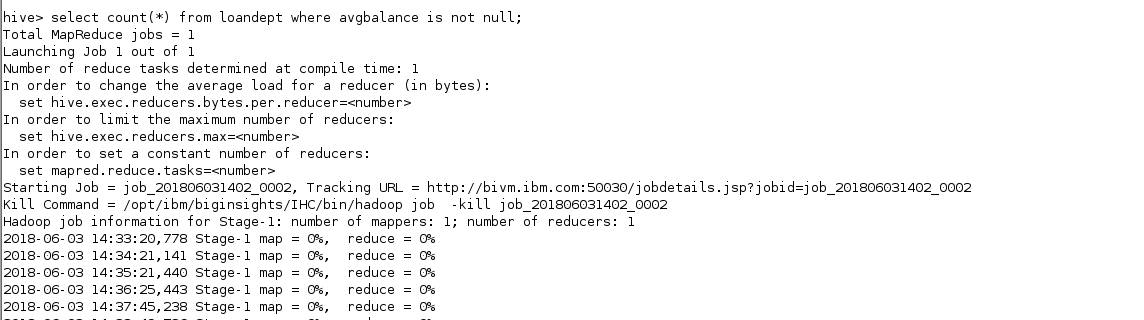 hive> select count(*) from loandept where avgbalance is not null;
Total MapReduce jobs = 1
Launching Job 1 out of 1
Number of reduce tasks determined at compile time: 1
In order to change the average load for a reducer (in bytes):
  set hive.exec.reducers.bytes.per.reducer=<number>
In order to limit the maximum number of reducers:
  set hive.exec.reducers.max=<number>
In order to set a constant number of reducers:
  set mapred.reduce.tasks=<number>
Starting Job = job_201806031402_0002, Tracking URL = http://bivm.ibm.com:50030/jobdetails.jsp?jobid=job_201806031402_0002
Kill Command = /opt/ibm/biginsights/IHC/bin/hadoop job  -kill job_201806031402_0002
Hadoop job information for Stage-1: number of mappers: 1; number of reducers: 1
2018-06-03 14:33:20,778 Stage-1 map = 0%,  reduce = 0%
2018-06-03 14:34:21,141 Stage-1 map = 0%,  reduce = 0%
2018-06-03 14:35:21,440 Stage-1 map = 0%,  reduce = 0%
2018-06-03 14:36:25,443 Stage-1 map = 0%,  reduce = 0%
2018-06-03 14:37:45,238 Stage-1 map = 0%,  reduce = 0%